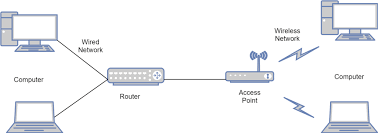 Wired
Network
Wireless
Network
Computer
Router
Access
Point
Computer